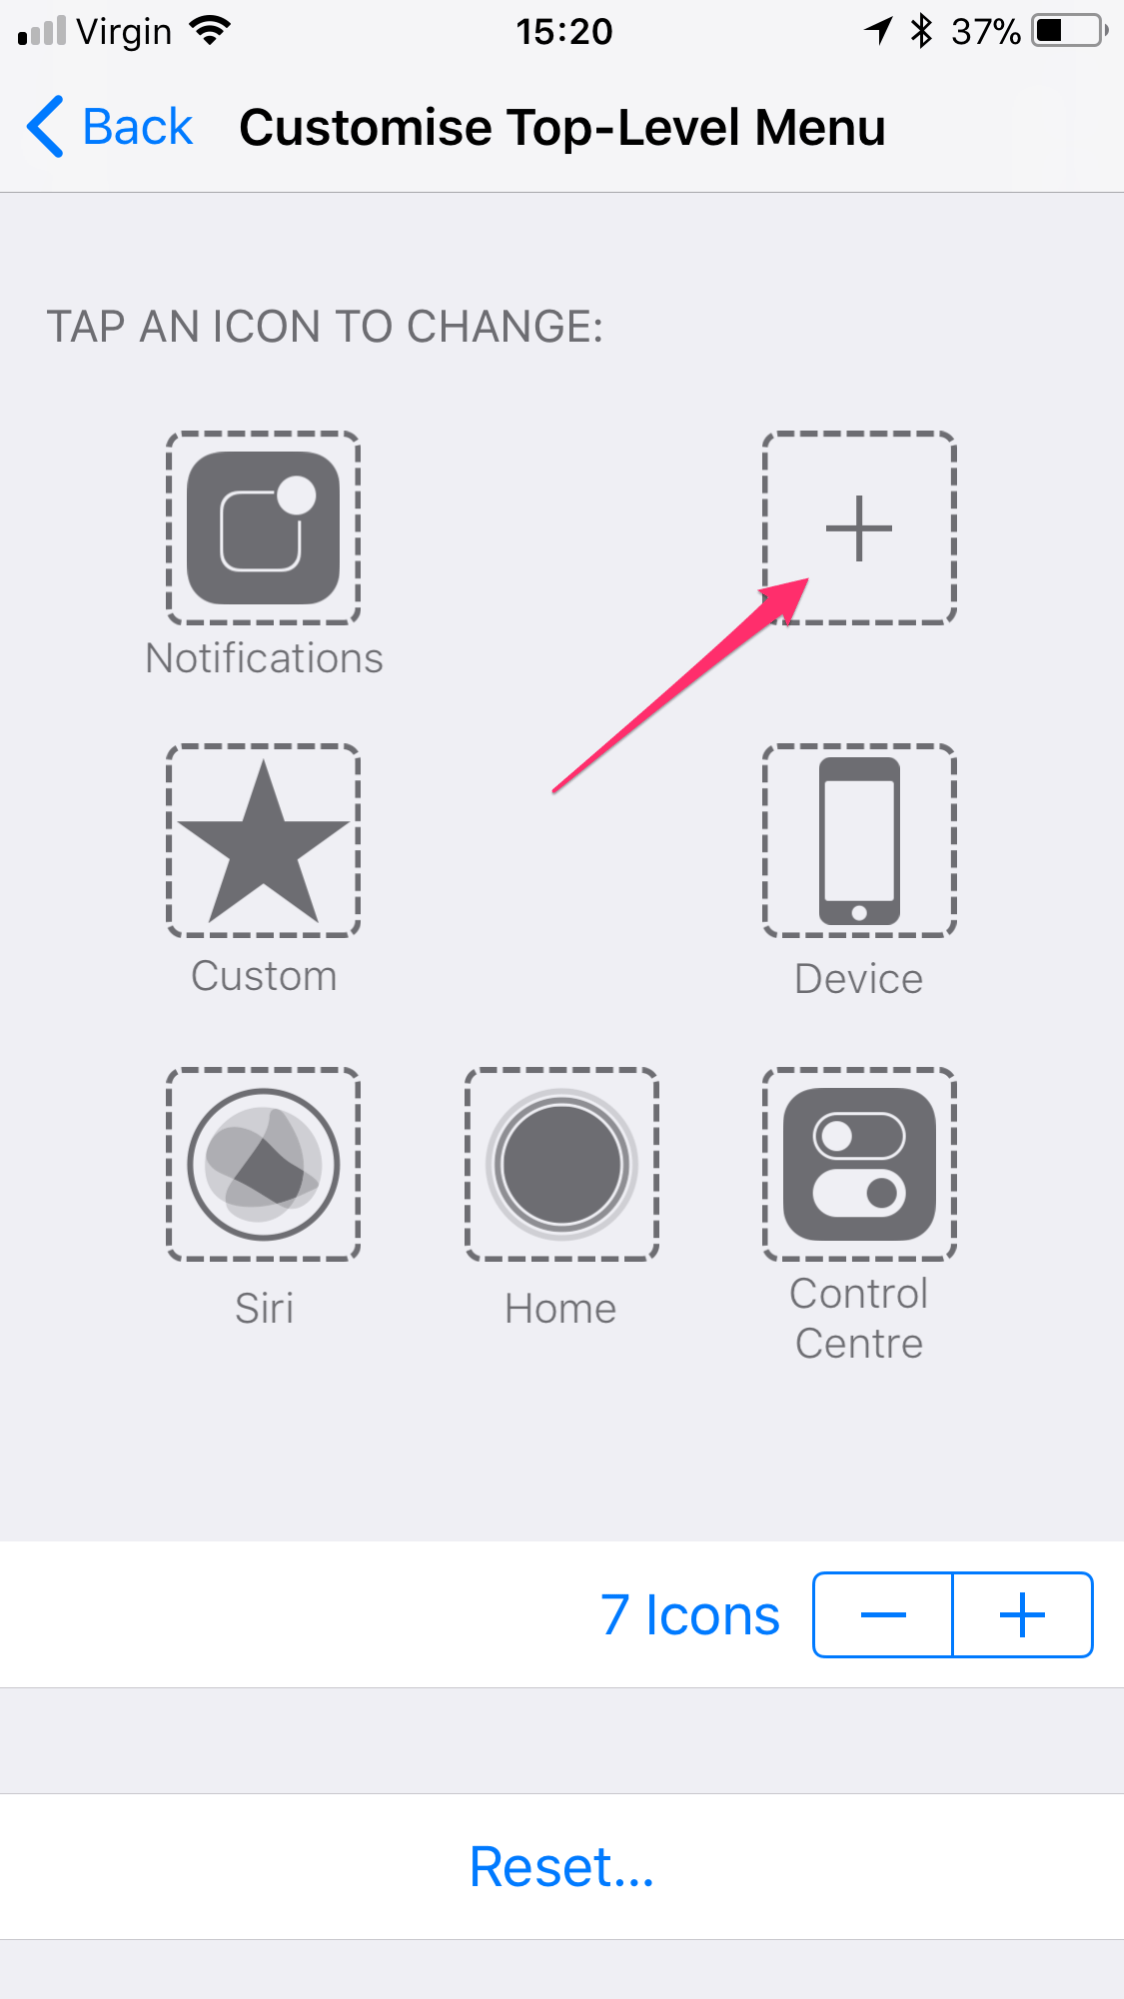 Virgin 15:20 37%
Back Customise Top-Level Menu
TAP AN ICON TO CHANGE:
Notifications
Custom Device
Siri Home Control
Centre
7 Icons
Reset...